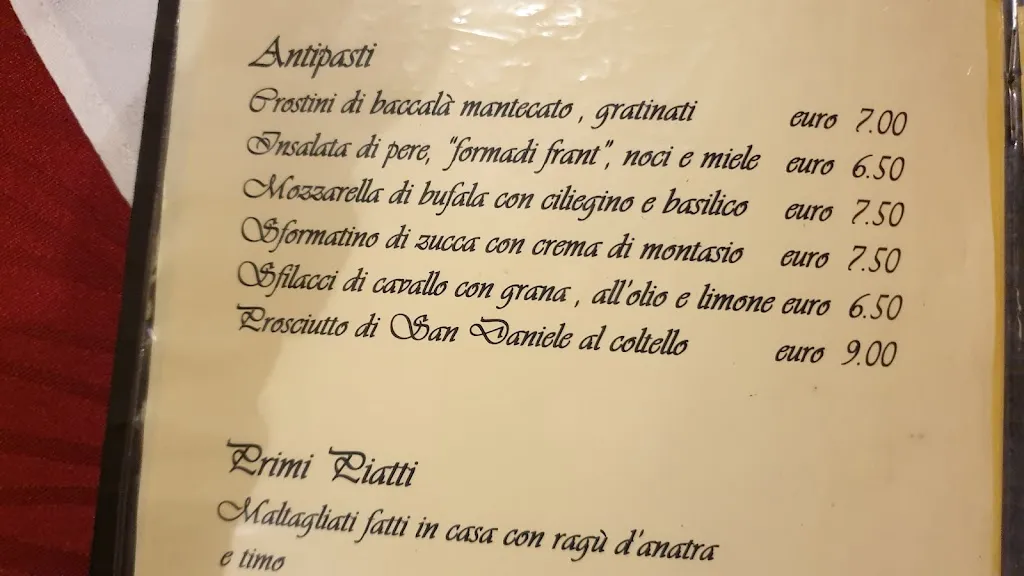 Antipasti
Crostini di baccalà mantecato , gratinati euro 7.00
Insalata di pere, "formadi frant", noci e miele euro 6.50
Mozzarella di bufala con ciliegino e basilico euro 7.50
Sformatino di zucca con crema di montasio euro 7.50
Sfilacci di cavallo con grana , all'olio e limone euro 6.50
Prosciutto di San Daniele al coltello euro 9.00
Primi Piatti
Maltagliati fatti in casa con ragù d'anatra
e timo